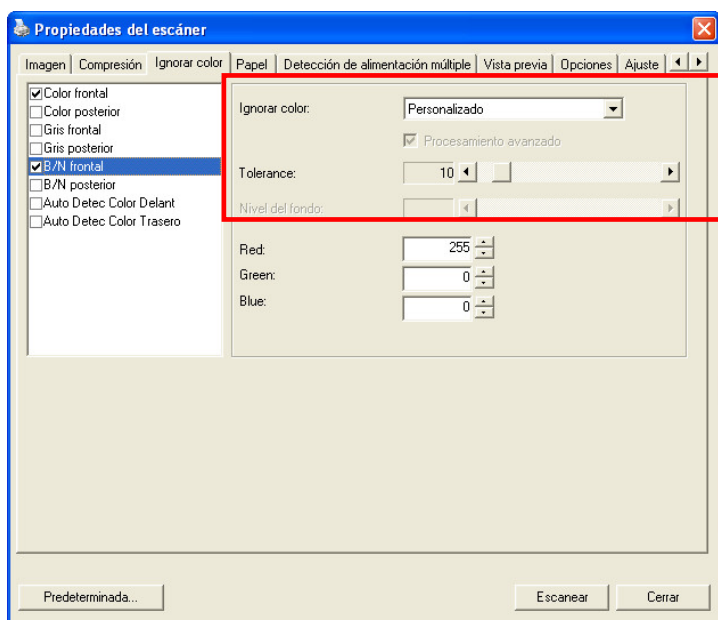 Propiedades del escáner
Imagen Compresión Ignorar color Papel Detección de alimentación múltiple Vista previa Opciones Ajuste
Color frontal
Color posterior
Gris frontal
Gris posterior
B/N frontal
B/N posterior
Auto Detec Color Delant
Auto Detec Color Trasero
Ignorar color: Personalizado
Procesamiento avanzado
Tolerance: 10
Nivel del fondo:
Red: 255
Green: 0
Blue: 0
Predeterminada... Escanear Cerrar